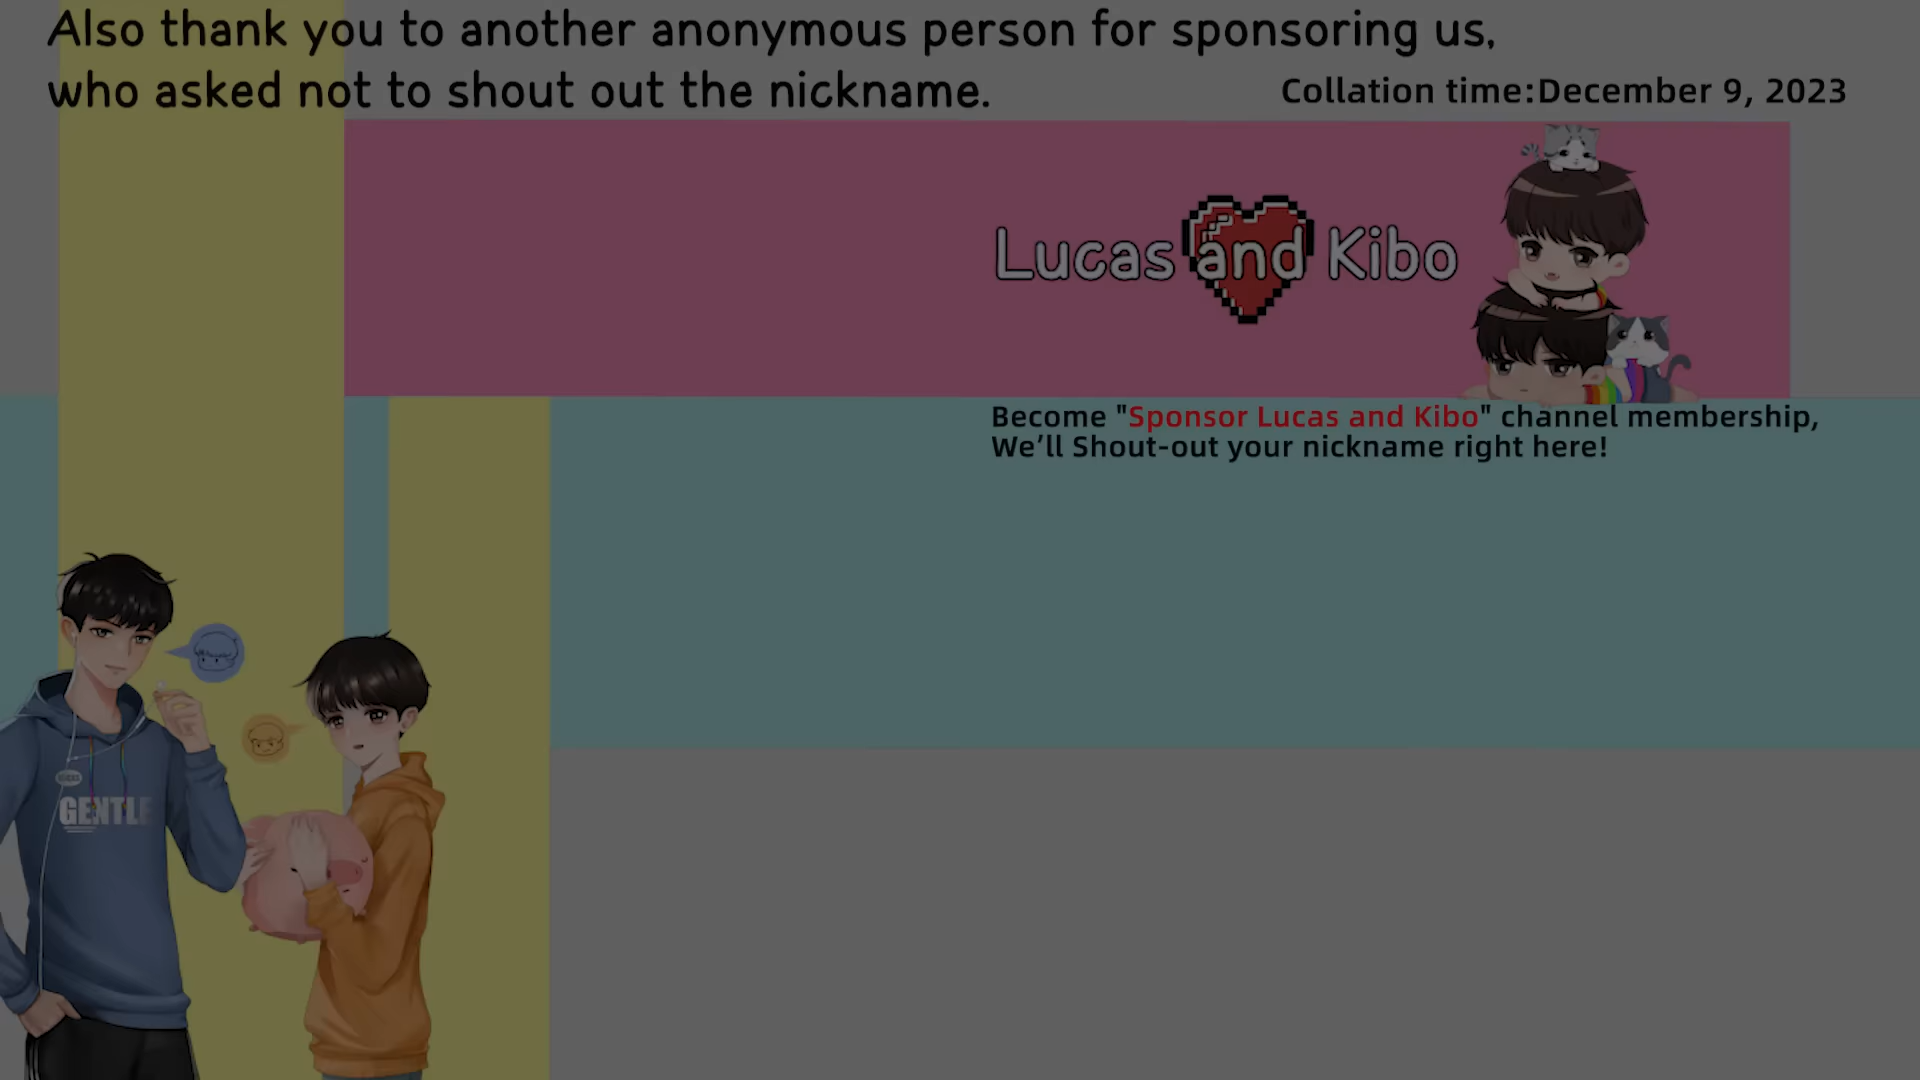 Also thank you to another anonymous person for sponsoring us,
who asked not to shout out the nickname.
Collation time:December 9, 2023
Lucas and Kibo
Become "Sponsor Lucas and Kibo" channel membership,
We’ll Shout-out your nickname right here!
GENTLE